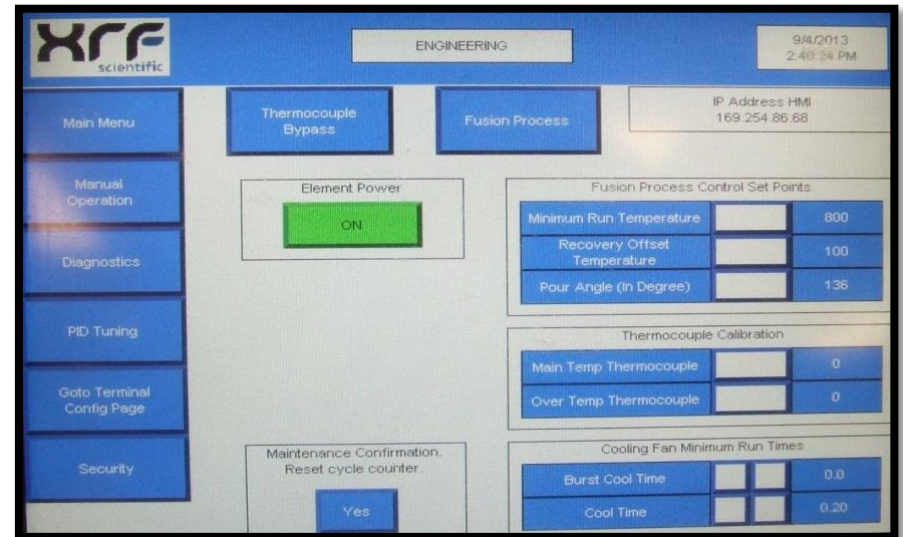 XRF
scientific
ENGINEERING
9/4/2013
2:40:24 PM
Main Menu
Thermocouple
Bypass
Fusion Process
IP Address HMI
169.254.86.68
Manual
Operation
Element Power
ON
Fusion Process Control Set Points
Minimum Run Temperature 800
Recovery Offset
Temperature 100
Pour Angle (In Degree) 136
Diagnostics
PID Tuning
Thermocouple Calibration
Main Temp Thermocouple 0
Over Temp Thermocouple 0
Goto Terminal
Config Page
Security
Maintenance Confirmation.
Reset cycle counter.
Yes
Cooling Fan Minimum Run Times
Burst Cool Time 0.0
Cool Time 0.20